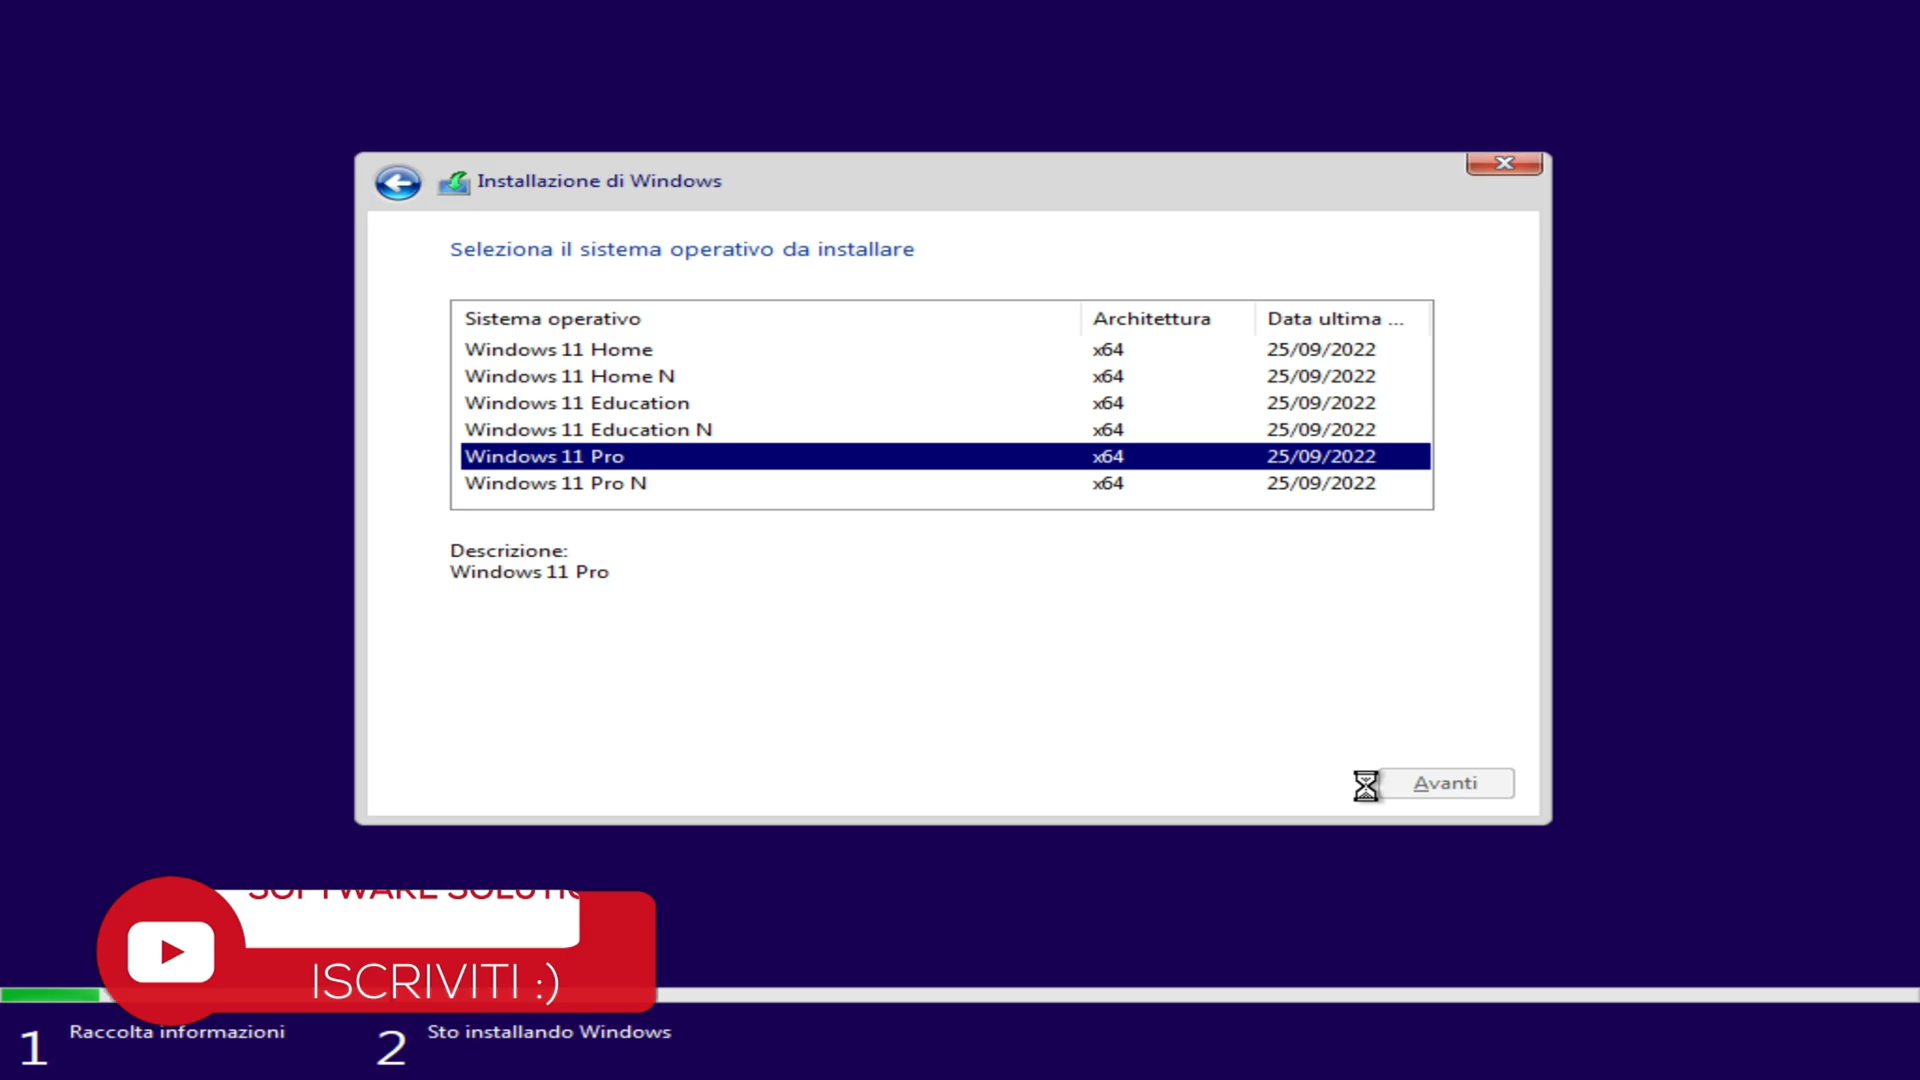 Installazione di Windows
Seleziona il sistema operativo da installare
Sistema operativo Architettura Data ultima ...
Windows 11 Home x64 25/09/2022
Windows 11 Home N x64 25/09/2022
Windows 11 Education x64 25/09/2022
Windows 11 Education N x64 25/09/2022
Windows 11 Pro x64 25/09/2022
Windows 11 Pro N x64 25/09/2022
Descrizione:
Windows 11 Pro
Avanti
SOFTWARE
ISCRIVITI :)
1 Raccolta informazioni 2 Sto installando Windows